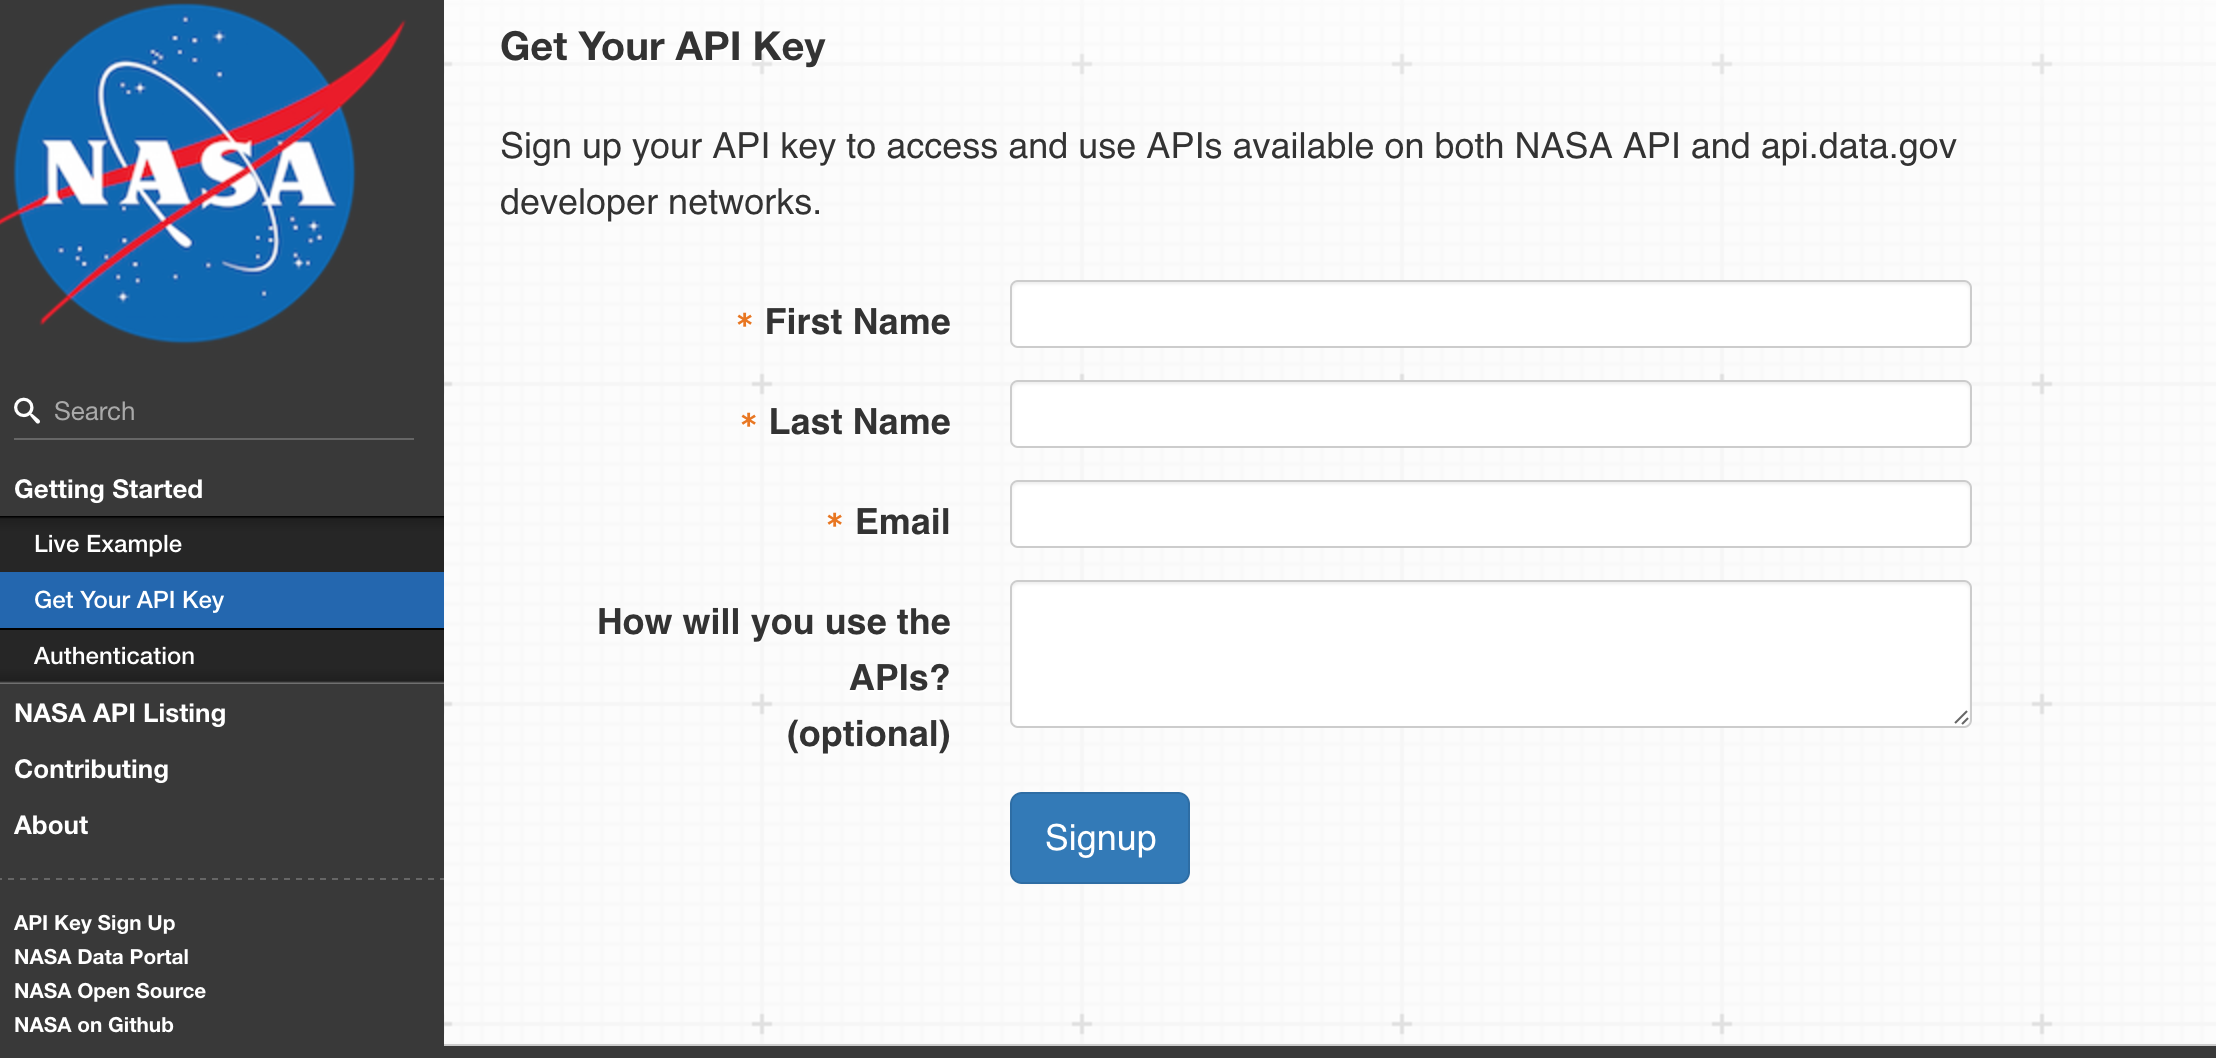 NASA
Search
Getting Started
Live Example
Get Your API Key
Authentication
NASA API Listing
Contributing
About
API Key Sign Up
NASA Data Portal
NASA Open Source
NASA on Github
Get Your API Key
Sign up your API key to access and use APIs available on both NASA API and api.data.gov
developer networks.
* First Name
* Last Name
* Email
How will you use the
APIs?
(optional)
Signup